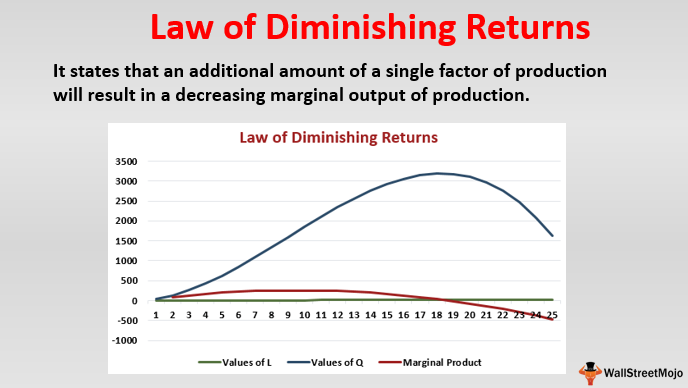 Law of Diminishing Returns
It states that an additional amount of a single factor of production
will result in a decreasing marginal output of production.
Law of Diminishing Returns
3500
3000
2500
2000
1500
1000
500
0
1 2 3 4 5 6 7 8 9 10 11 12 13 14 15 16 17 18 19 20 21 22 23 24 25
-500
-1000
Values of L Values of Q Marginal Product
WallStreetMojo